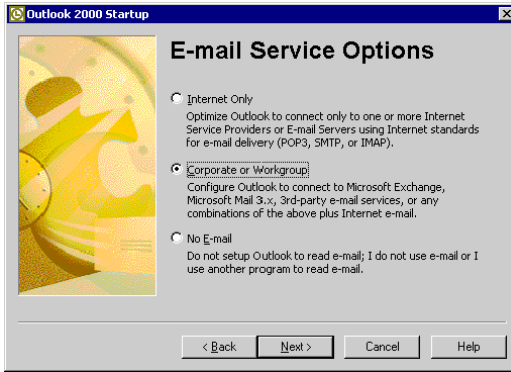 Outlook 2000 Startup
E-mail Service Options
Internet Only
Optimize Outlook to connect only to one or more Internet
Service Providers or E-mail Servers using Internet standards
for e-mail delivery (POP3, SMTP, or IMAP).
Corporate or Workgroup
Configure Outlook to connect to Microsoft Exchange,
Microsoft Mail 3.x, 3rd-party e-mail services, or any
combinations of the above plus Internet e-mail.
No E-mail
Do not setup Outlook to read e-mail; I do not use e-mail or I
use another program to read e-mail.
< Back Next > Cancel Help